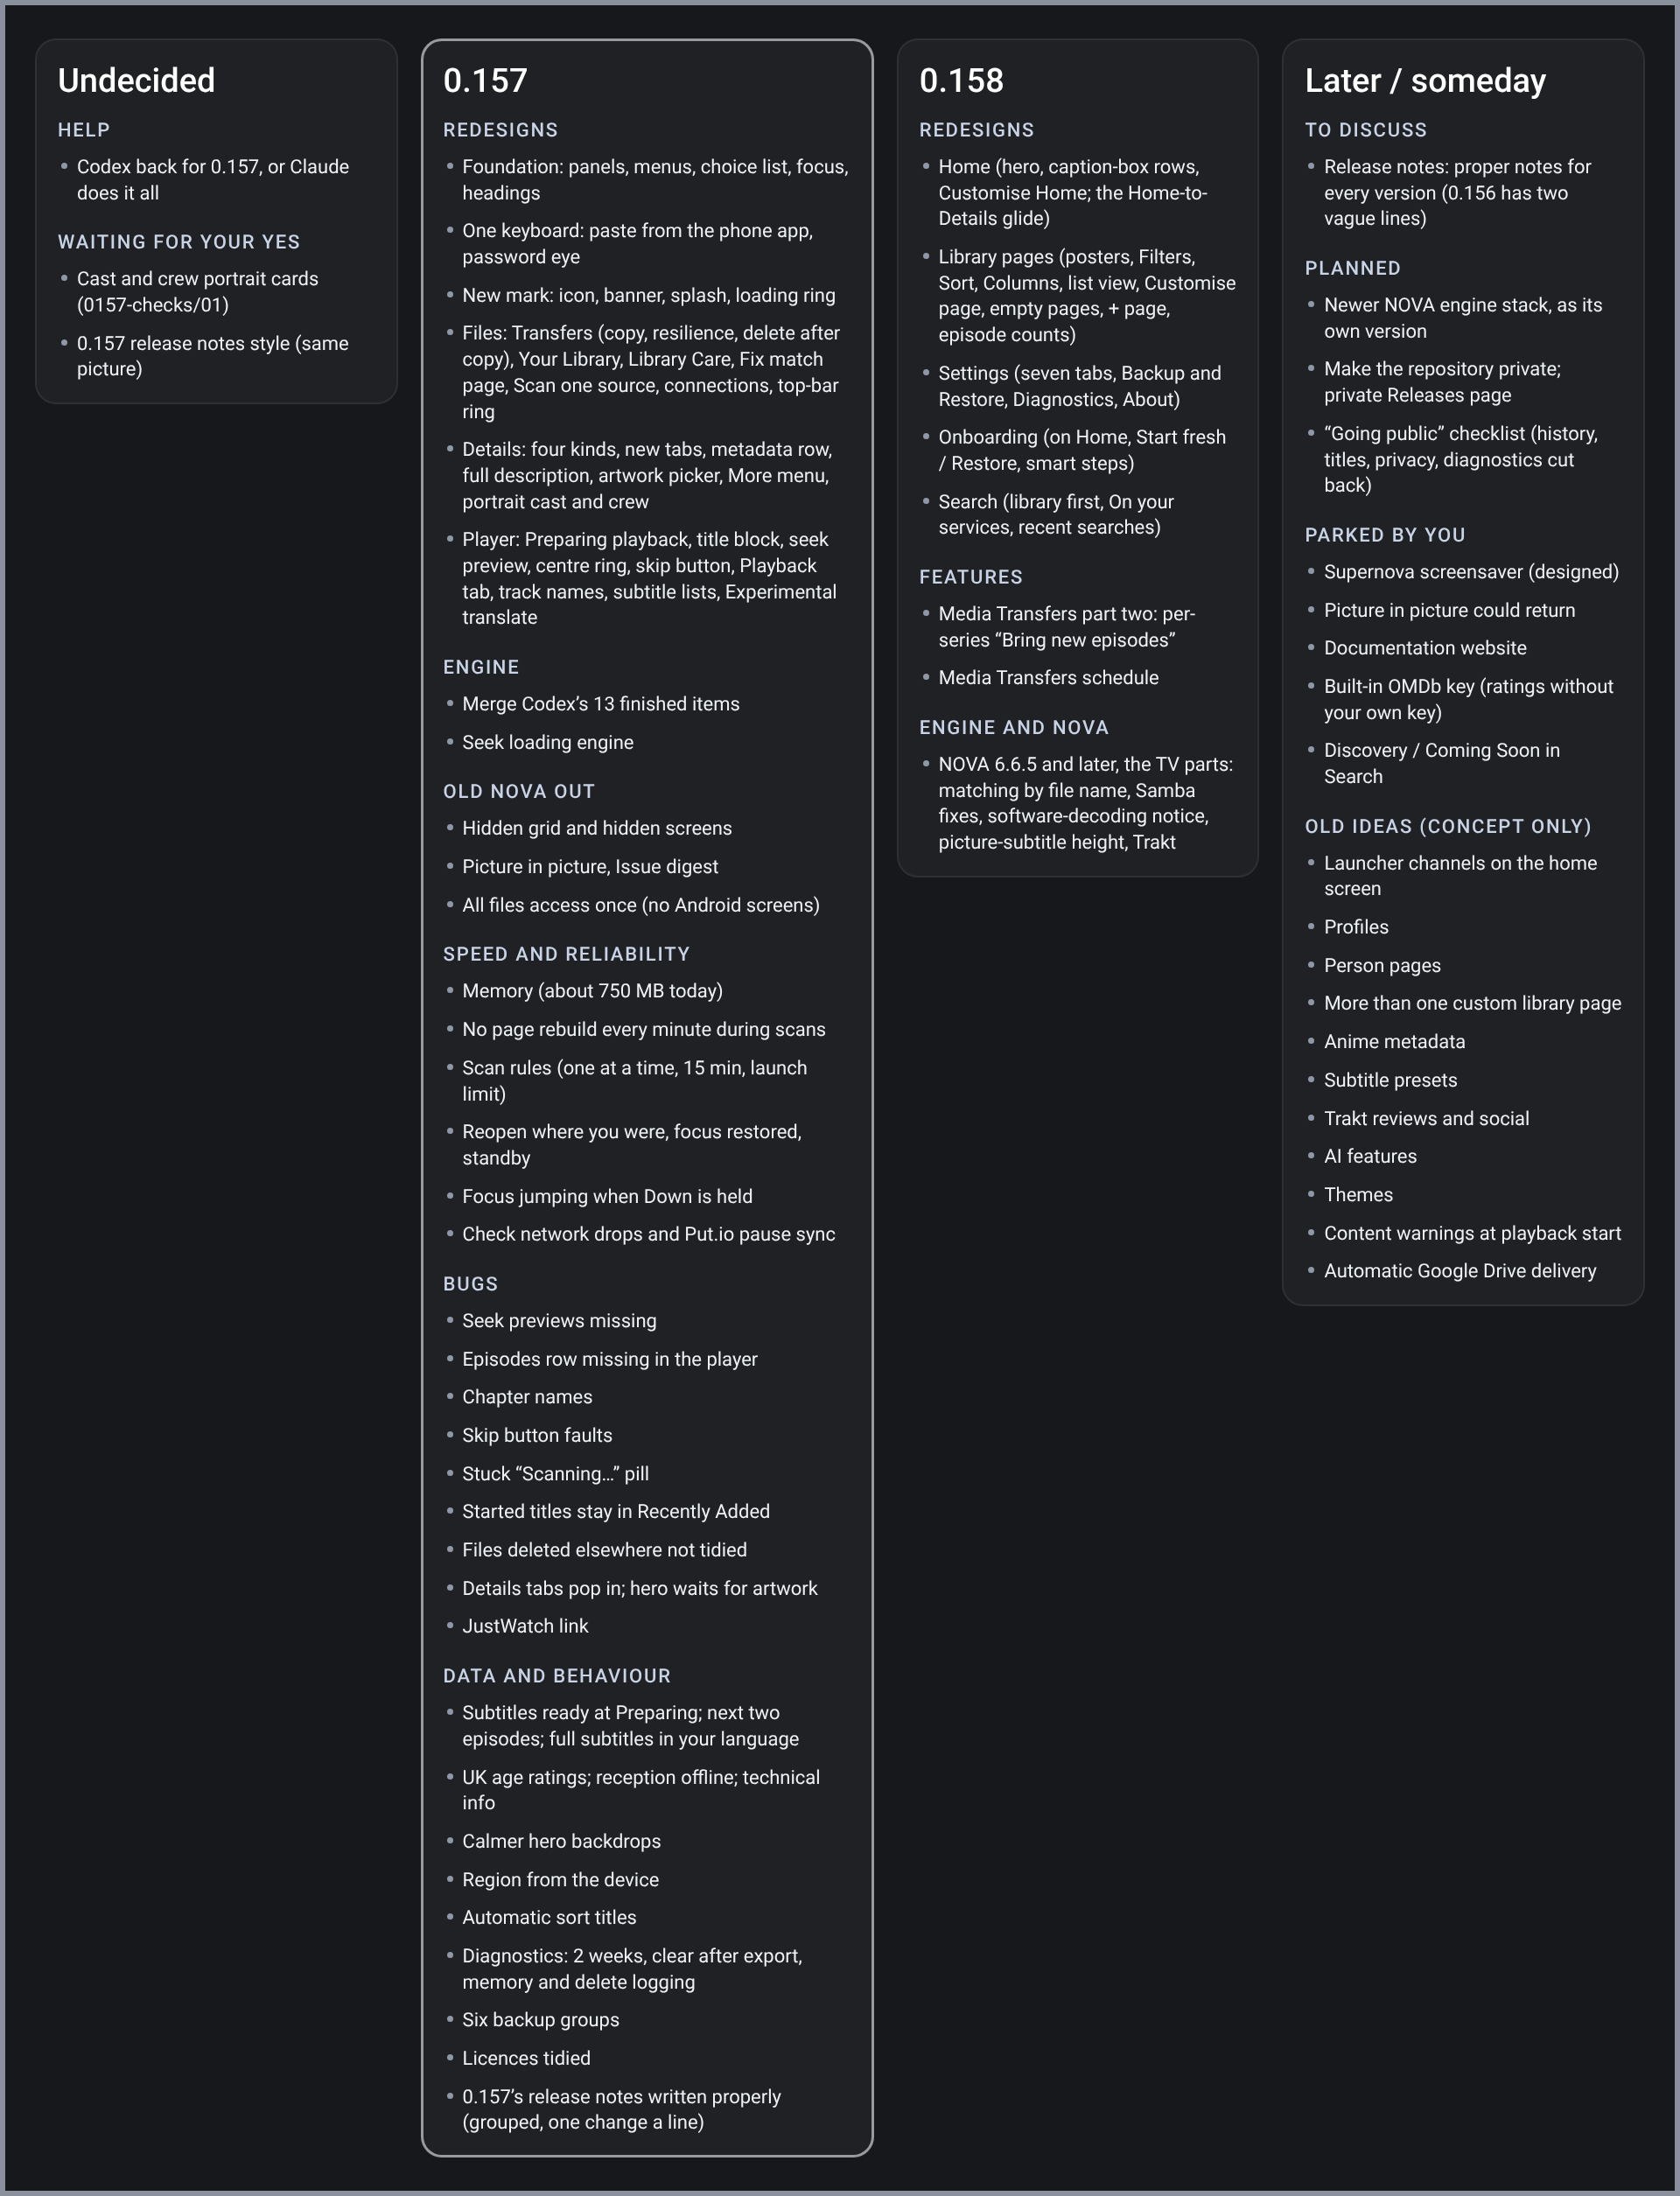 Undecided
HELP
• Codex back for 0.157, or Claude
does it all
WAITING FOR YOUR YES
• Cast and crew portrait cards
(0157-checks/01)
• 0.157 release notes style (same
picture)
0.157
REDESIGNS
• Foundation: panels, menus, choice list, focus,
headings
• One keyboard: paste from the phone app,
password eye
• New mark: icon, banner, splash, loading ring
• Files: Transfers (copy, resilience, delete after
copy), Your Library, Library Care, Fix match
page, Scan one source, connections, top-bar
ring
• Details: four kinds, new tabs, metadata row,
full description, artwork picker, More menu,
portrait cast and crew
• Player: Preparing playback, title block, seek
preview, centre ring, skip button, Playback
tab, track names, subtitle lists, Experimental
translate
ENGINE
• Merge Codex’s 13 finished items
• Seek loading engine
OLD NOVA OUT
• Hidden grid and hidden screens
• Picture in picture, Issue digest
• All files access once (no Android screens)
SPEED AND RELIABILITY
• Memory (about 750 MB today)
• No page rebuild every minute during scans
• Scan rules (one at a time, 15 min, launch
limit)
• Reopen where you were, focus restored,
standby
• Focus jumping when Down is held
• Check network drops and Put.io pause sync
BUGS
• Seek previews missing
• Episodes row missing in the player
• Chapter names
• Skip button faults
• Stuck “Scanning…” pill
• Started titles stay in Recently Added
• Files deleted elsewhere not tidied
• Details tabs pop in; hero waits for artwork
• JustWatch link
DATA AND BEHAVIOUR
• Subtitles ready at Preparing; next two
episodes; full subtitles in your language
• UK age ratings; reception offline; technical
info
• Calmer hero backdrops
• Region from the device
• Automatic sort titles
• Diagnostics: 2 weeks, clear after export,
memory and delete logging
• Six backup groups
• Licences tidied
• 0.157’s release notes written properly
(grouped, one change a line)
0.158
REDESIGNS
• Home (hero, caption-box rows,
Customise Home; the Home-to-
Details glide)
• Library pages (posters, Filters,
Sort, Columns, list view, Customise
page, empty pages, + page,
episode counts)
• Settings (seven tabs, Backup and
Restore, Diagnostics, About)
• Onboarding (on Home, Start fresh
/ Restore, smart steps)
• Search (library first, On your
services, recent searches)
FEATURES
• Media Transfers part two: per-
series “Bring new episodes”
• Media Transfers schedule
ENGINE AND NOVA
• NOVA 6.6.5 and later, the TV parts:
matching by file name, Samba
fixes, software-decoding notice,
picture-subtitle height, Trakt
Later / someday
TO DISCUSS
• Release notes: proper notes for
every version (0.156 has two
vague lines)
PLANNED
• Newer NOVA engine stack, as its
own version
• Make the repository private;
private Releases page
• “Going public” checklist (history,
titles, privacy, diagnostics cut
back)
PARKED BY YOU
• Supernova screensaver (designed)
• Picture in picture could return
• Documentation website
• Built-in OMDb key (ratings without
your own key)
• Discovery / Coming Soon in
Search
OLD IDEAS (CONCEPT ONLY)
• Launcher channels on the home
screen
• Profiles
• Person pages
• More than one custom library page
• Anime metadata
• Subtitle presets
• Trakt reviews and social
• AI features
• Themes
• Content warnings at playback start
• Automatic Google Drive delivery